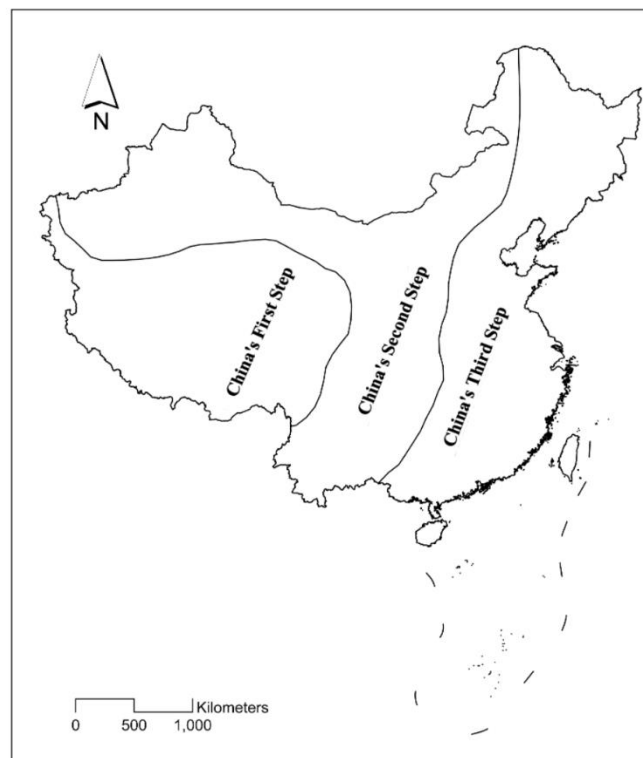 N
China's First Step
China's Second Step
China's Third Step
Kilometers
0 500 1,000